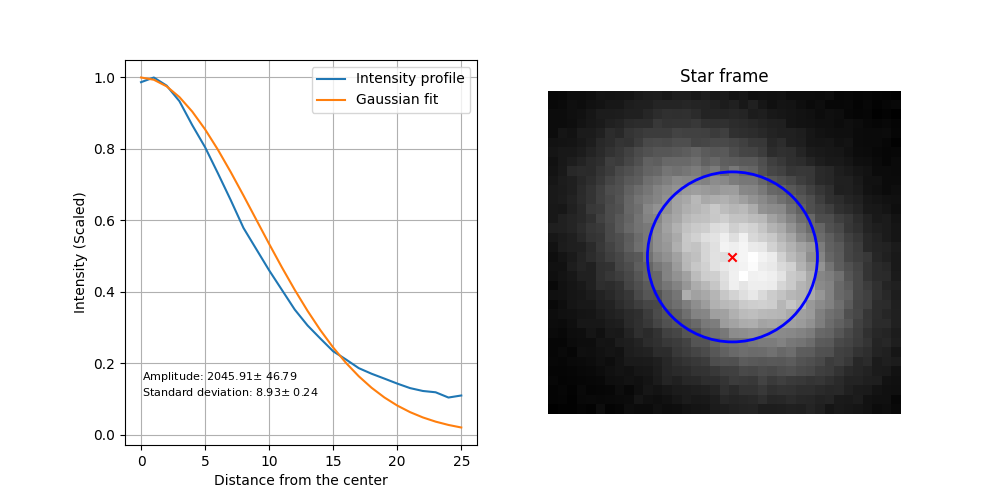 Intensity (Scaled)
1.0
0.8
0.6
0.4
0.2
0.0
Intensity profile
Gaussian fit
Amplitude: 2045.91± 46.79
Standard deviation: 8.93± 0.24
0 5 10 15 20 25
Distance from the center
Star frame